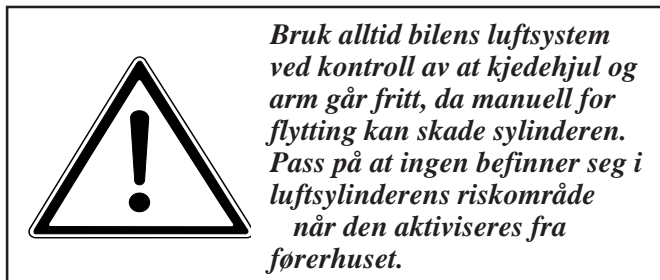 Bruk alltid bilens luftsystem
ved kontroll av at kjedehjul og
arm går fritt, da manuell for
flytting kan skade sylinderen.
Pass på at ingen befinner seg i
luftsylinderens riskområde
når den aktiviseres fra
førerhuset.